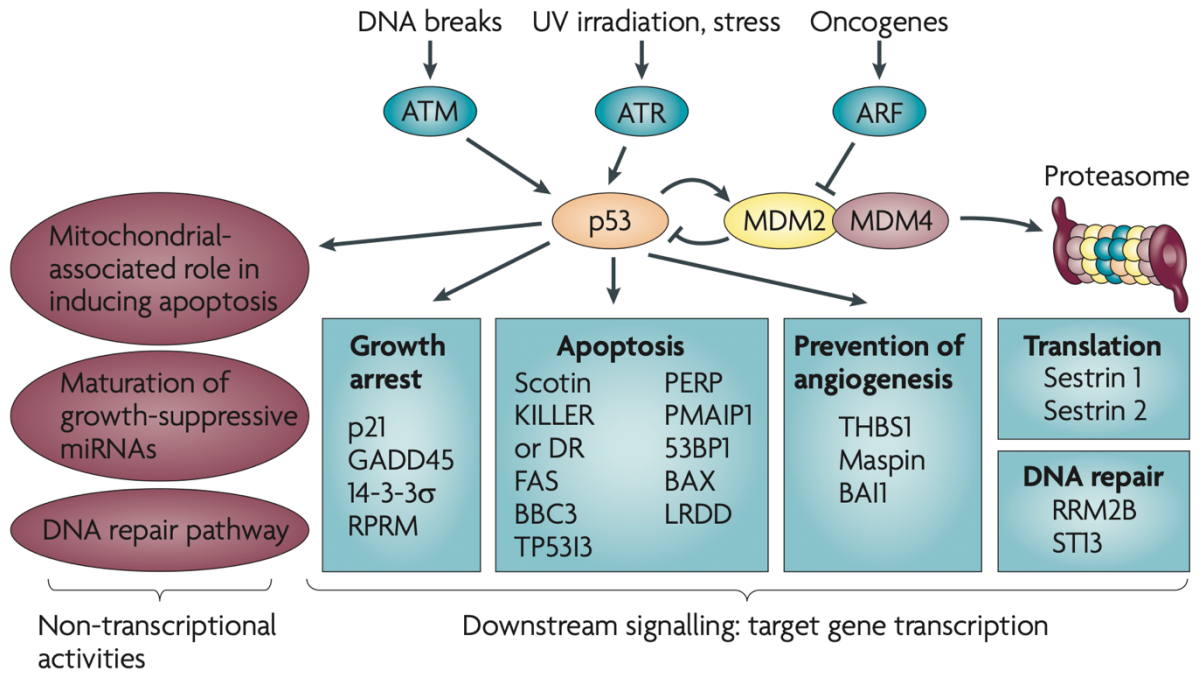 DNA breaks
UV irradiation, stress
Oncogenes
ATM
ATR
ARF
p53
MDM2
MDM4
Proteasome
Mitochondrial-
associated role in
inducing apoptosis
Maturation of
growth-suppressive
miRNAs
DNA repair pathway
Growth
arrest
p21
GADD45
14-3-3σ
RPRM
Apoptosis
Scotin
KILLER
or DR
FAS
BBC3
TP53I3
PERP
PMAIP1
53BP1
BAX
LRDD
Prevention of
angiogenesis
THBS1
Maspin
BAI1
Translation
Sestrin 1
Sestrin 2
DNA repair
RRM2B
ST13
Non-transcriptional
activities
Downstream signalling: target gene transcription